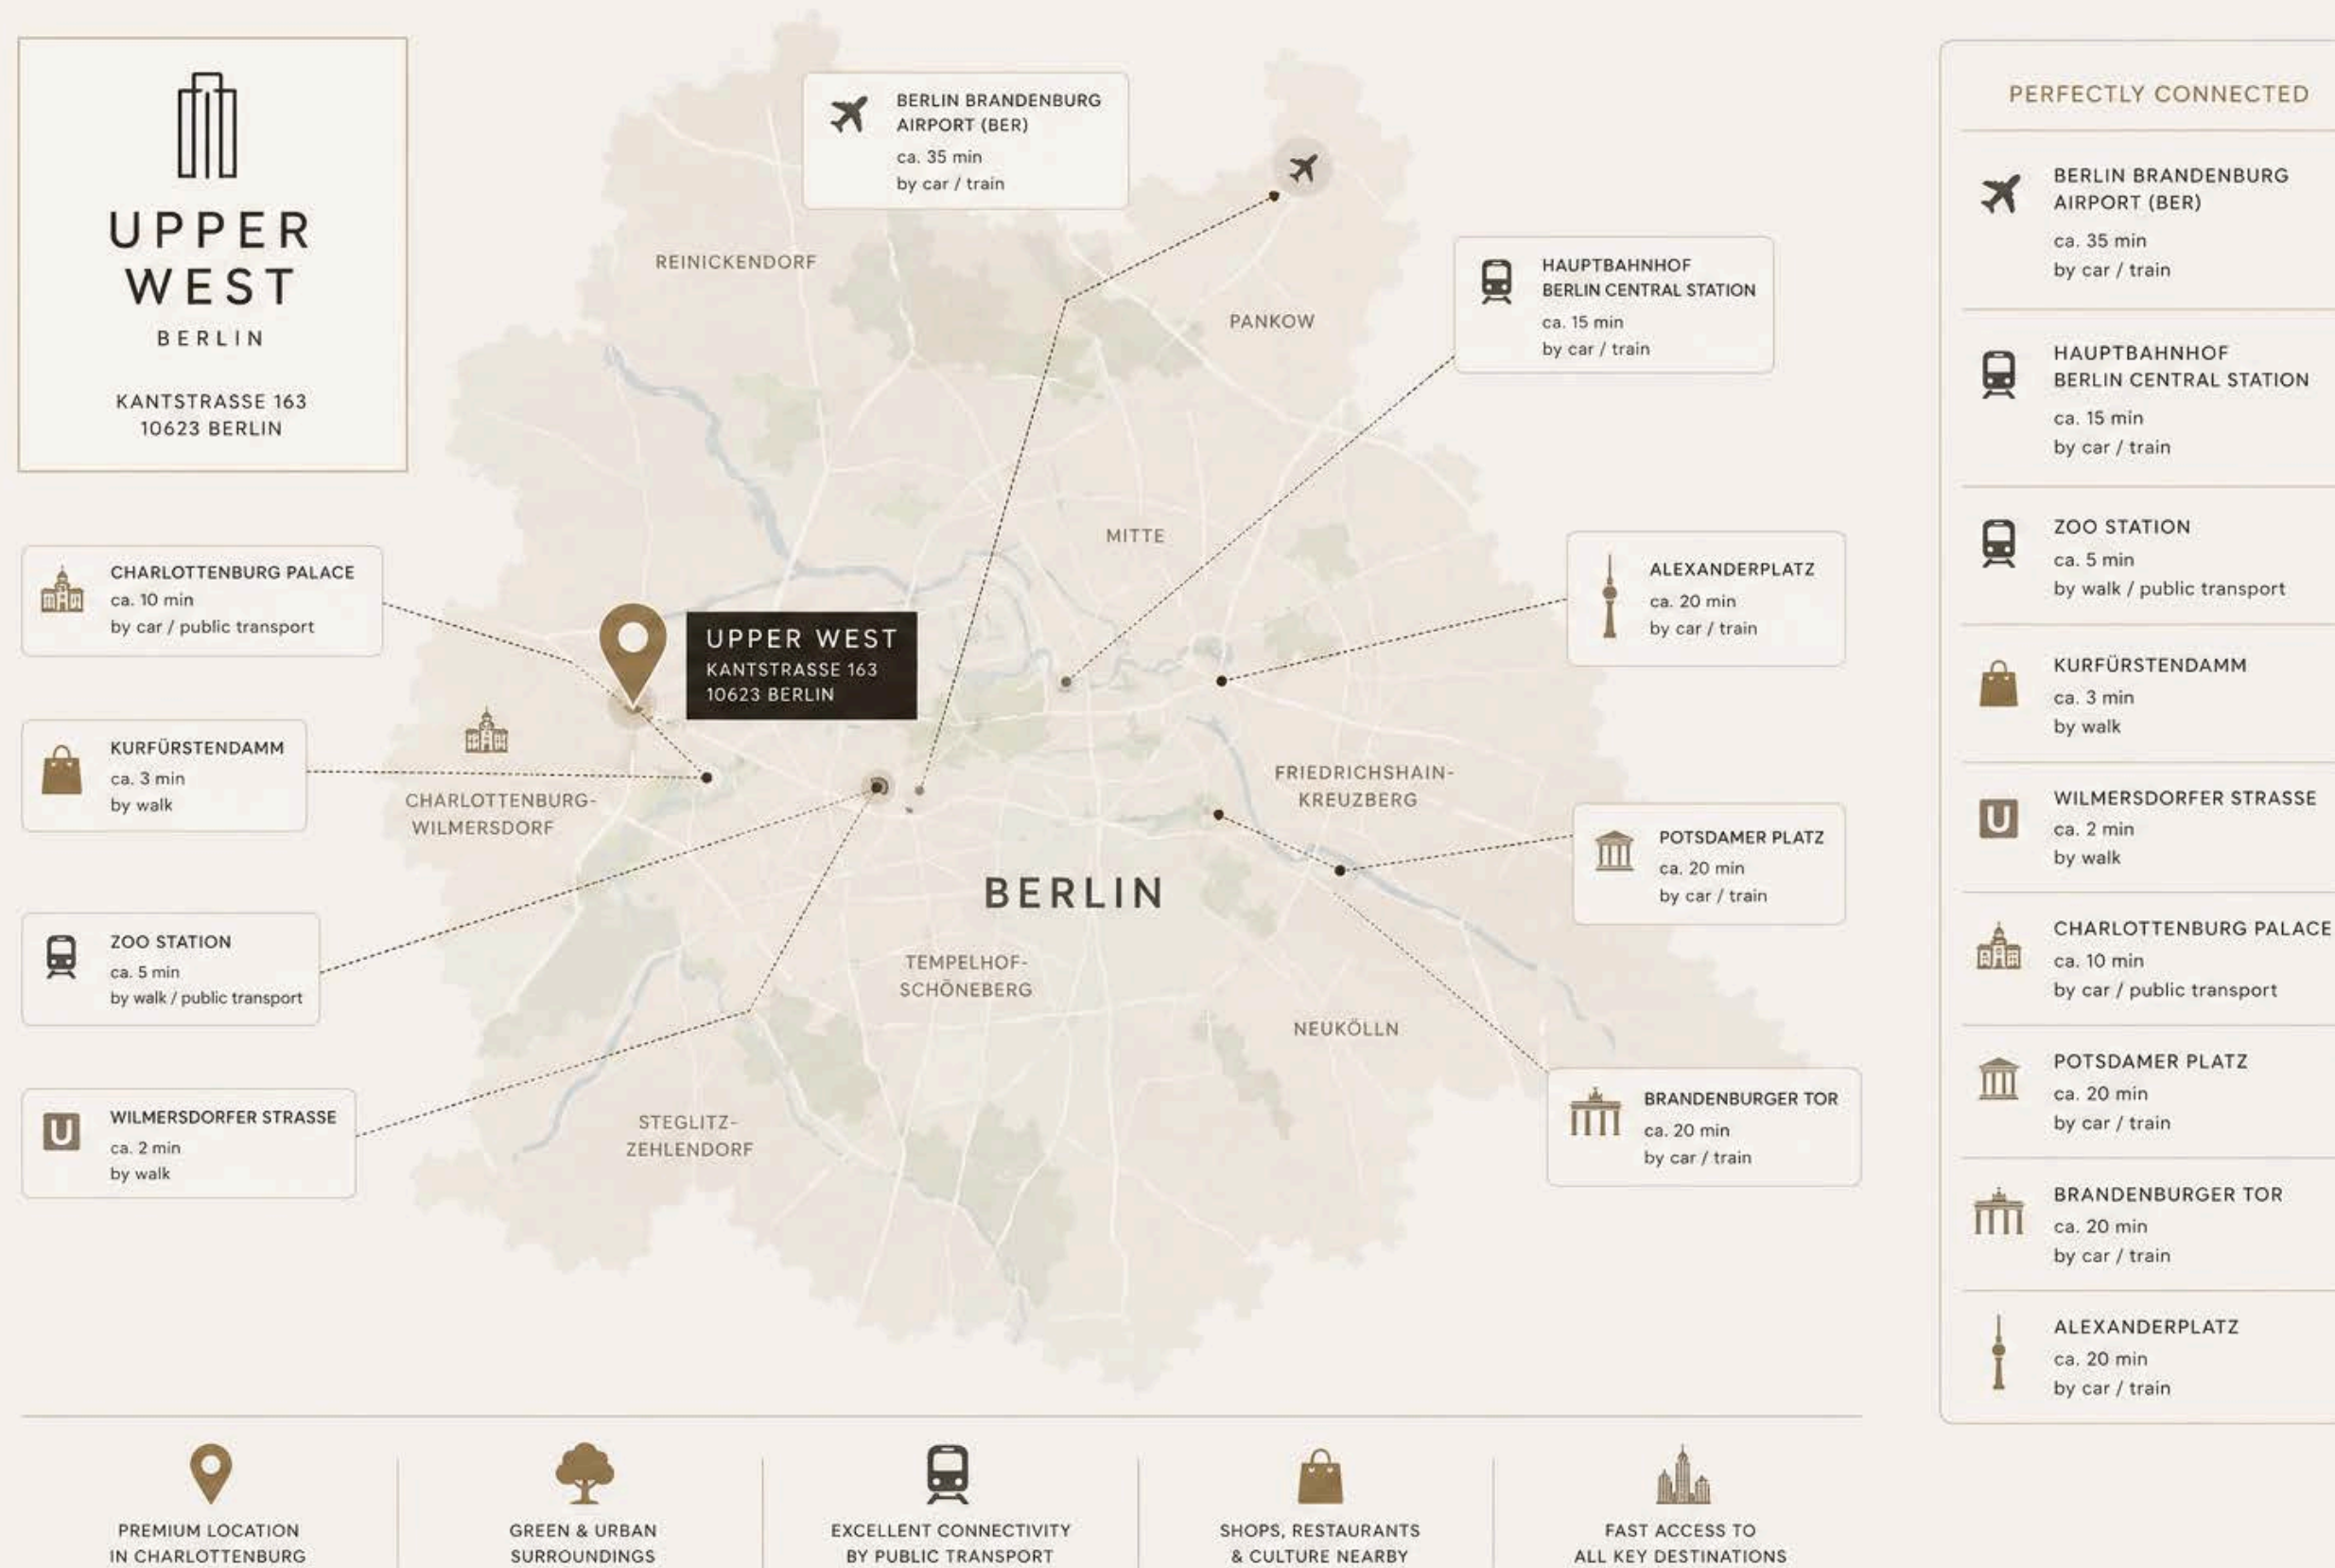 UPPER
WEST
BERLIN
KANTSTRASSE 163
10623 BERLIN
BERLIN BRANDENBURG
AIRPORT (BER)
ca. 35 min
by car / train
REINICKENDORF
PANKOW
HAUPTBAHNHOF
BERLIN CENTRAL STATION
ca. 15 min
by car / train
MITTE
CHARLOTTENBURG PALACE
ca. 10 min
by car / public transport
UPPER WEST
KANTSTRASSE 163
10623 BERLIN
ALEXANDERPLATZ
ca. 20 min
by car / train
KURFÜRSTENDAMM
ca. 3 min
by walk
CHARLOTTENBURG-
WILMERSDORF
FRIEDRICHSHAIN-
KREUZBERG
POTSDAMER PLATZ
ca. 20 min
by car / train
BERLIN
ZOO STATION
ca. 5 min
by walk / public transport
TEMPELHOF-
SCHÖNEBERG
NEUKÖLLN
U
WILMERSDORFER STRASSE
ca. 2 min
by walk
STEGLITZ-
ZEHLENDORF
BRANDENBURGER TOR
ca. 20 min
by car / train
PERFECTLY CONNECTED
BERLIN BRANDENBURG
AIRPORT (BER)
ca. 35 min
by car / train
HAUPTBAHNHOF
BERLIN CENTRAL STATION
ca. 15 min
by car / train
ZOO STATION
ca. 5 min
by walk / public transport
KURFÜRSTENDAMM
ca. 3 min
by walk
U
WILMERSDORFER STRASSE
ca. 2 min
by walk
CHARLOTTENBURG PALACE
ca. 10 min
by car / public transport
POTSDAMER PLATZ
ca. 20 min
by car / train
BRANDENBURGER TOR
ca. 20 min
by car / train
ALEXANDERPLATZ
ca. 20 min
by car / train
PREMIUM LOCATION
IN CHARLOTTENBURG
GREEN & URBAN
SURROUNDINGS
EXCELLENT CONNECTIVITY
BY PUBLIC TRANSPORT
SHOPS, RESTAURANTS
& CULTURE NEARBY
FAST ACCESS TO
ALL KEY DESTINATIONS